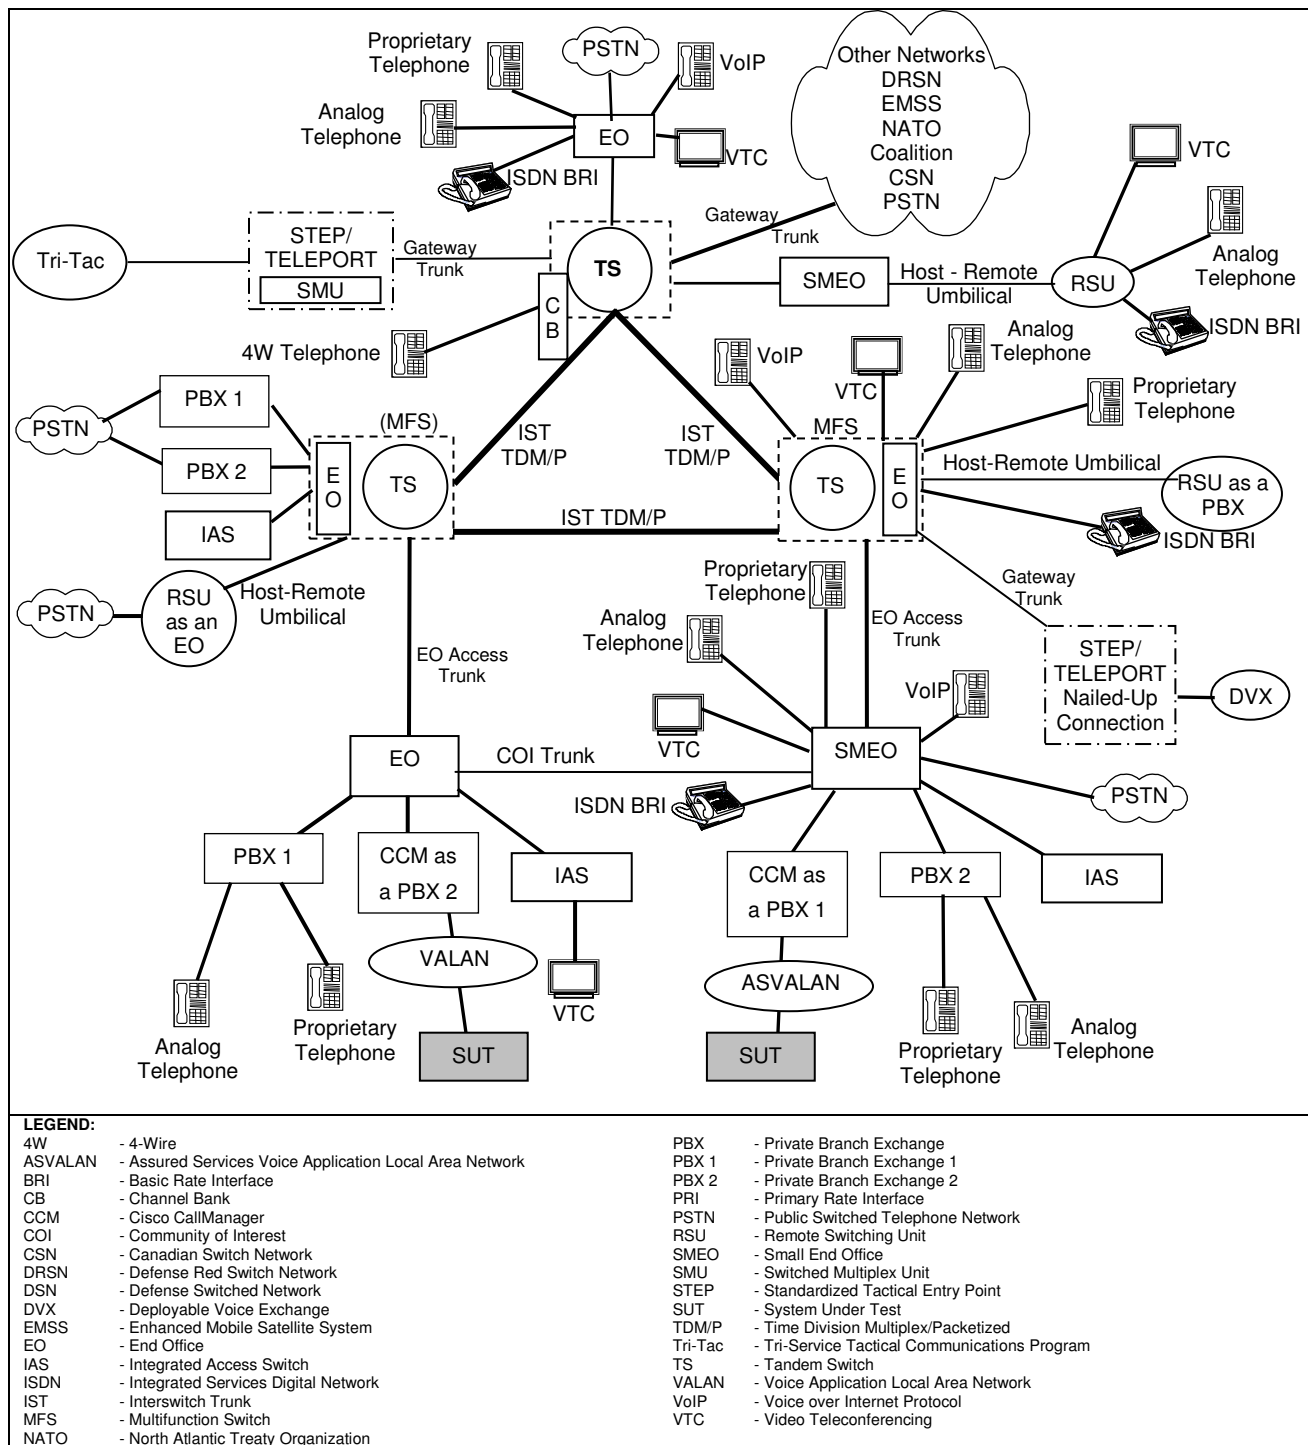 Proprietary
Telephone
PSTN
VoIP
Analog
Telephone
EO
VTC
ISDN BRI
Other Networks
DRSN
EMSS
NATO
Coalition
CSN
PSTN
VTC
Analog
Telephone
Tri-Tac
STEP/
TELEPORT
SMU
Gateway
Trunk
TS
C
B
Gateway
Trunk
SMEO
Host - Remote
Umbilical
RSU
ISDN BRI
4W Telephone
VoIP
VTC
Analog
Telephone
Proprietary
Telephone
PSTN
PBX 1
PBX 2
IAS
(MFS)
E
O
TS
IST
TDM/P
IST
TDM/P
IST TDM/P
MFS
TS
E
O
Host-Remote Umbilical
RSU as a
PBX
ISDN BRI
PSTN
RSU
as an
EO
Host-Remote
Umbilical
Gateway
Trunk
STEP/
TELEPORT
Nailed-Up
Connection
DVX
EO Access
Trunk
Proprietary
Telephone
Analog
Telephone
EO Access
Trunk
VoIP
VTC
EO
COI Trunk
SMEO
ISDN BRI
PSTN
PBX 1
CCM as
a PBX 2
IAS
CCM as
a PBX 1
PBX 2
IAS
VALAN
ASVALAN
VTC
SUT
SUT
Analog
Telephone
Proprietary
Telephone
Proprietary
Telephone
Analog
Telephone
LEGEND:
4W - 4-Wire
ASVALAN - Assured Services Voice Application Local Area Network
BRI - Basic Rate Interface
CB - Channel Bank
CCM - Cisco CallManager
COI - Community of Interest
CSN - Canadian Switch Network
DRSN - Defense Red Switch Network
DSN - Defense Switched Network
DVX - Deployable Voice Exchange
EMSS - Enhanced Mobile Satellite System
EO - End Office
IAS - Integrated Access Switch
ISDN - Integrated Services Digital Network
IST - Interswitch Trunk
MFS - Multifunction Switch
NATO - North Atlantic Treaty Organization
PBX - Private Branch Exchange
PBX 1 - Private Branch Exchange 1
PBX 2 - Private Branch Exchange 2
PRI - Primary Rate Interface
PSTN - Public Switched Telephone Network
RSU - Remote Switching Unit
SMEO - Small End Office
SMU - Switched Multiplex Unit
STEP - Standardized Tactical Entry Point
SUT - System Under Test
TDM/P - Time Division Multiplex/Packetized
Tri-Tac - Tri-Service Tactical Communications Program
TS - Tandem Switch
VALAN - Voice Application Local Area Network
VoIP - Voice over Internet Protocol
VTC - Video Teleconferencing